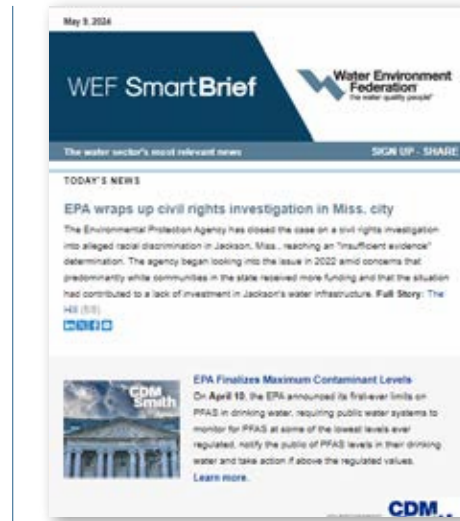 May 9, 2024
WEF SmartBrief
Water Environment
Federation
the water quality people®
The water sector's most relevant news
SIGN UP - SHARE
TODAY'S NEWS
EPA wraps up civil rights investigation in Miss. city
The Environmental Protection Agency has closed the case on a civil rights investigation
into alleged racial discrimination in Jackson, Miss., reaching an "insufficient evidence"
determination. The agency began looking into the issue in 2022 amid concerns that
predominantly white communities in the state received more funding and that the situation
had contributed to a lack of investment in Jackson's water infrastructure. Full Story: The
Hill
CDM
Smith
EPA Finalizes Maximum Contaminant Levels
On April 10, the EPA announced its first-ever limits on
PFAS in drinking water, requiring public water systems to
monitor for PFAS at some of the lowest levels ever
regulated, notify the public of PFAS levels in their drinking
water and take action if above the regulated values.
Learn more.
CDM